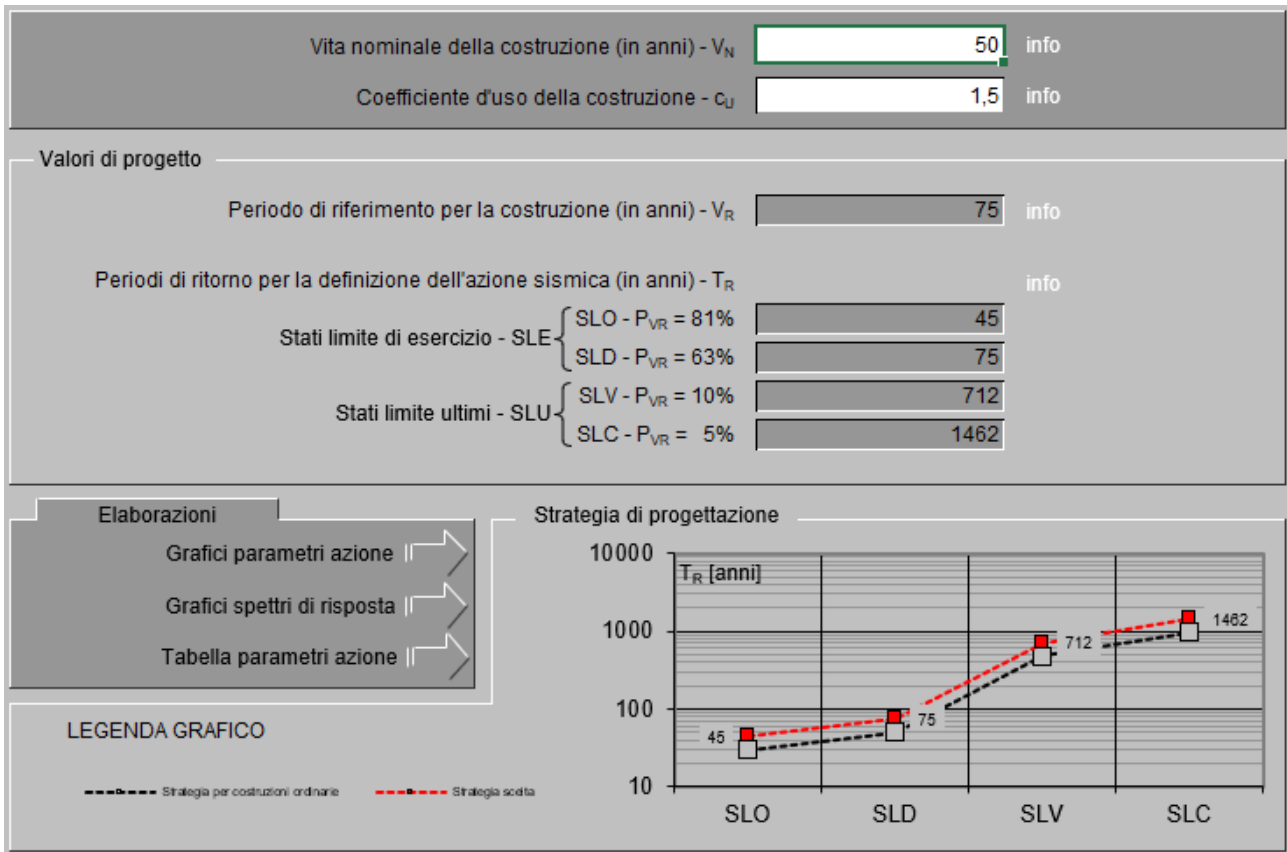 Vita nominale della costruzione (in anni) - VN 50 info
Coefficiente d'uso della costruzione - cU 1,5 info
Valori di progetto
Periodo di riferimento per la costruzione (in anni) - VR 75 info
Periodi di ritorno per la definizione dell'azione sismica (in anni) - TR info
Stati limite di esercizio - SLE
SLO - PVR = 81% 45
SLD - PVR = 63% 75
Stati limite ultimi - SLU
SLV - PVR = 10% 712
SLC - PVR = 5% 1462
Elaborazioni
Grafici parametri azione
Grafici spettri di risposta
Tabella parametri azione
LEGENDA GRAFICO
Strategia per costruzioni ordinarie Strategia scelta
Strategia di progettazione
TR [anni]
10000
1000
100
10
45
75
712
1462
SLO SLD SLV SLC